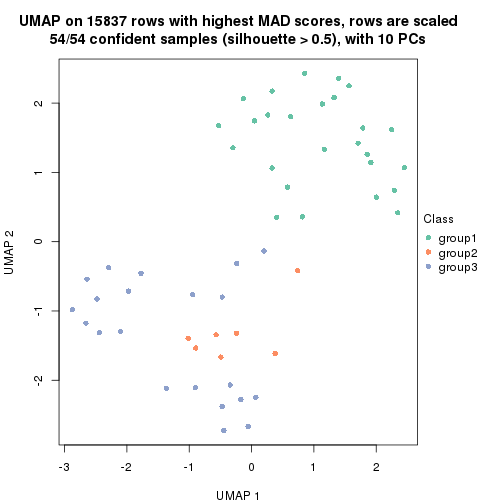 UMAP on 15837 rows with highest MAD scores, rows are scaled
54/54 confident samples (silhouette > 0.5), with 10 PCs
2
1
0
-1
-2
UMAP 2
-3
-2
-1
0
1
2
UMAP 1
Class
group1
group2
group3